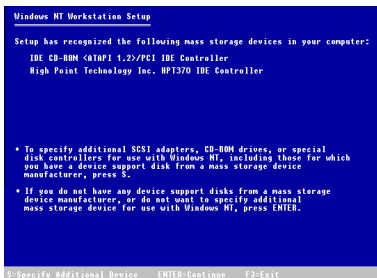 Windows NT Workstation Setup
Setup has recognized the following mass storage devices in your computer:
IDE CD-ROM <ATAPI 1.2>/PCI IDE Controller
High Point Technology Inc. HPT370 IDE Controller
• To specify additional SCSI adapters, CD-ROM drives, or special
disk controllers for use with Windows NT, including those for which
you have a device support disk from a mass storage device
manufacturer, press S.
• If you do not have any device support disks from a mass storage
device manufacturer, or do not want to specify additional
mass storage device for use with Windows NT, press ENTER.
S=Specify Additional Device ENTER=Continue F3=Exit